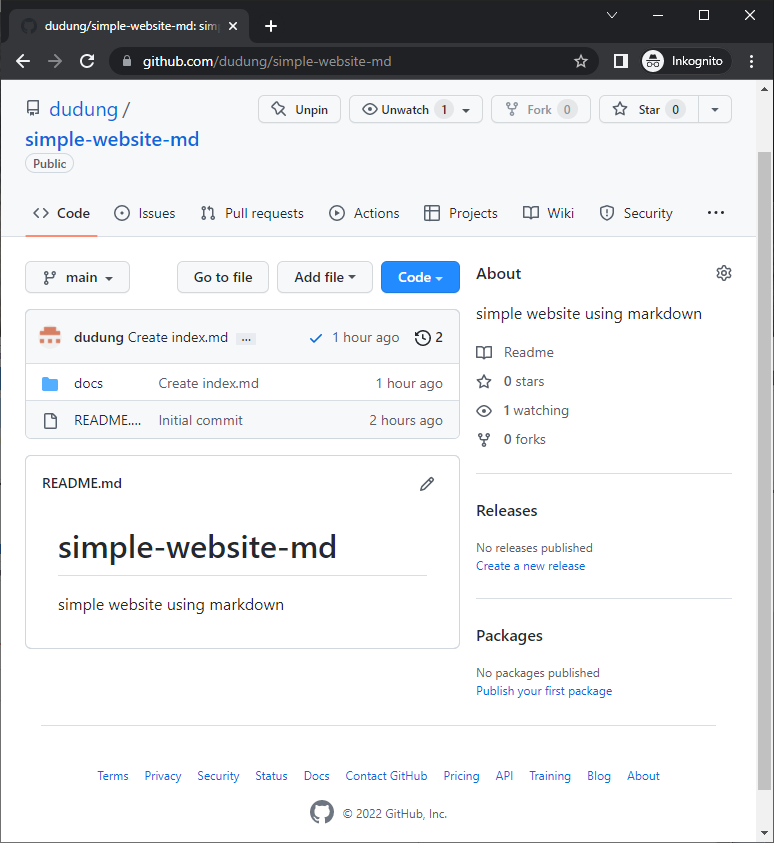 dudung/simple-website-md: sim
github.com/dudung/simple-website-md
Inkognito
dudung /
simple-website-md
Public
Unpin
Unwatch 1
Fork 0
Star 0
Code
Issues
Pull requests
Actions
Projects
Wiki
Security
main
Go to file
Add file
Code
dudung Create index.md ...
1 hour ago
2
docs Create index.md 1 hour ago
README.... Initial commit 2 hours ago
README.md
simple-website-md
simple website using markdown
About
simple website using markdown
Readme
0 stars
1 watching
0 forks
Releases
No releases published
Create a new release
Packages
No packages published
Publish your first package
Terms Privacy Security Status Docs Contact GitHub Pricing API Training Blog About
© 2022 GitHub, Inc.